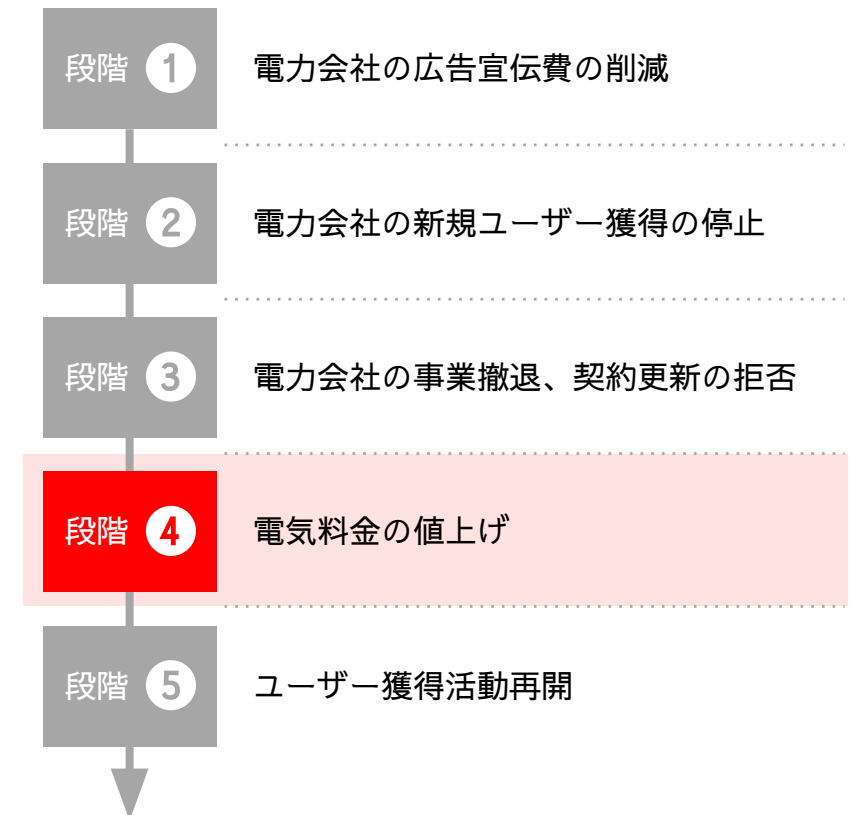 段階 1 電力会社の広告宣伝費の削減
段階 2 電力会社の新規ユーザー獲得の停止
段階 3 電力会社の事業撤退、契約更新の拒否
段階 4 電気料金の値上げ
段階 5 ユーザー獲得活動再開